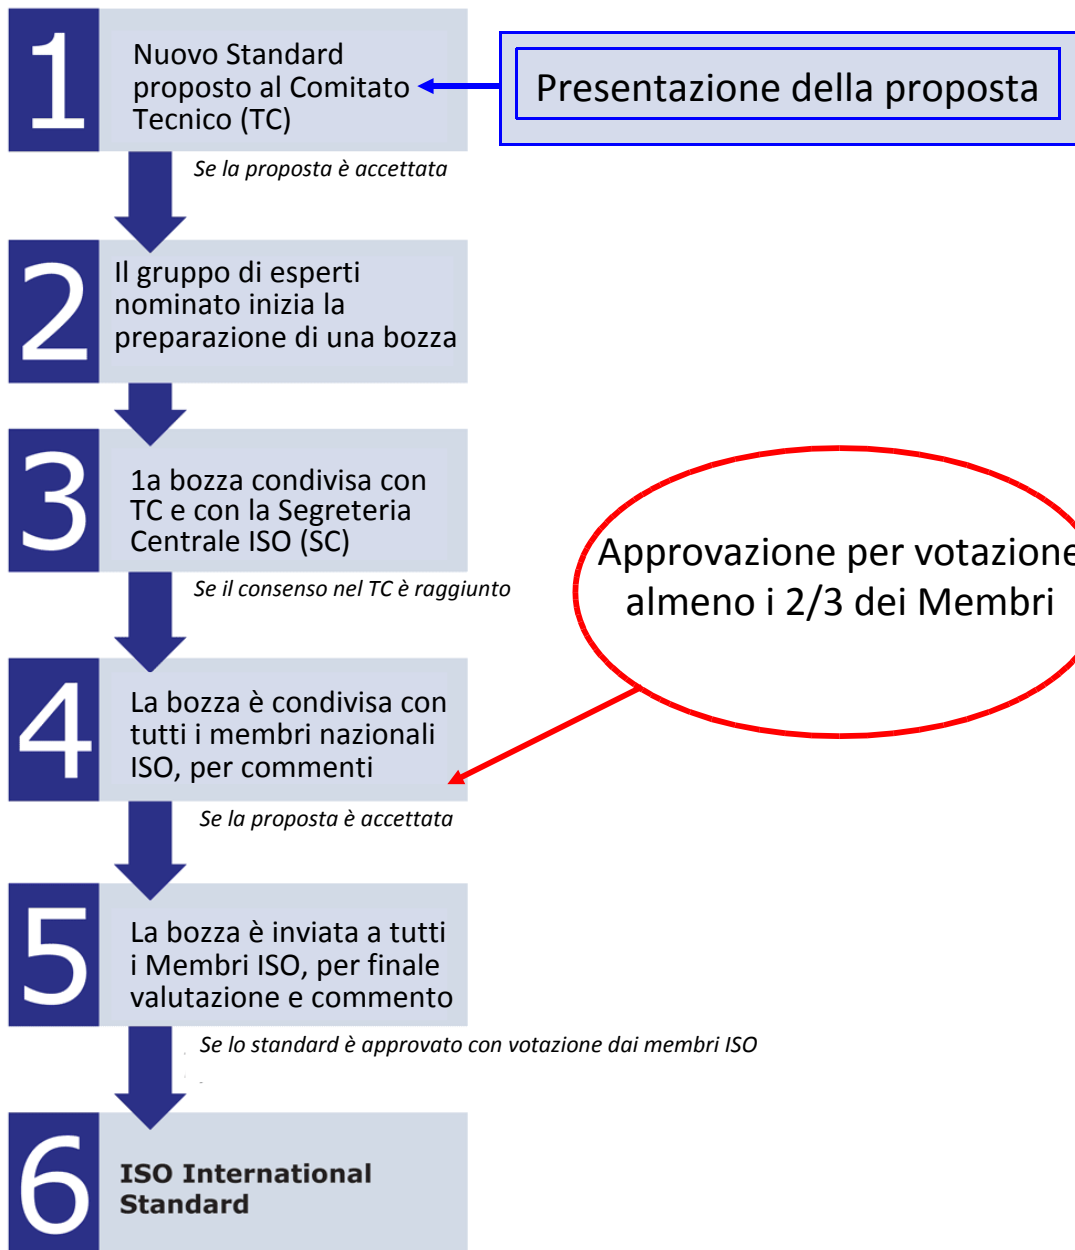 1
Nuovo Standard
proposto al Comitato
Tecnico (TC)
Presentazione della proposta
Se la proposta è accettata
2
Il gruppo di esperti
nominato inizia la
preparazione di una bozza
3
1a bozza condivisa con
TC e con la Segreteria
Centrale ISO (SC)
Approvazione per votazione
almeno i 2/3 dei Membri
Se il consenso nel TC è raggiunto
4
La bozza è condivisa con
tutti i membri nazionali
ISO, per commenti
Se la proposta è accettata
5
La bozza è inviata a tutti
i Membri ISO, per finale
valutazione e commento
Se lo standard è approvato con votazione dai membri ISO
6
ISO International
Standard